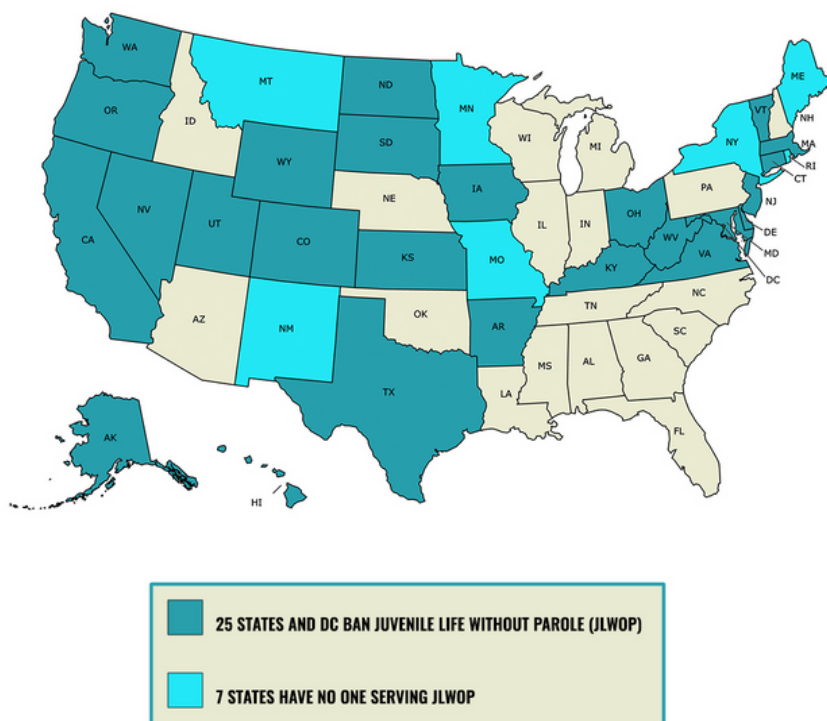 WA
MT
ND
MN
ME
OR
ID
SD
WI
MI
VT
NH
NY
MA
WY
RI
CT
NV
NE
IA
PA
NJ
UT
CO
IL
IN
OH
DE
CA
KS
MO
WV
VA
MD
KY
DC
AZ
NM
OK
AR
TN
NC
SC
TX
MS
AL
GA
LA
FL
AK
HI
25 STATES AND DC BAN JUVENILE LIFE WITHOUT PAROLE (JLWOP)
7 STATES HAVE NO ONE SERVING JLWOP